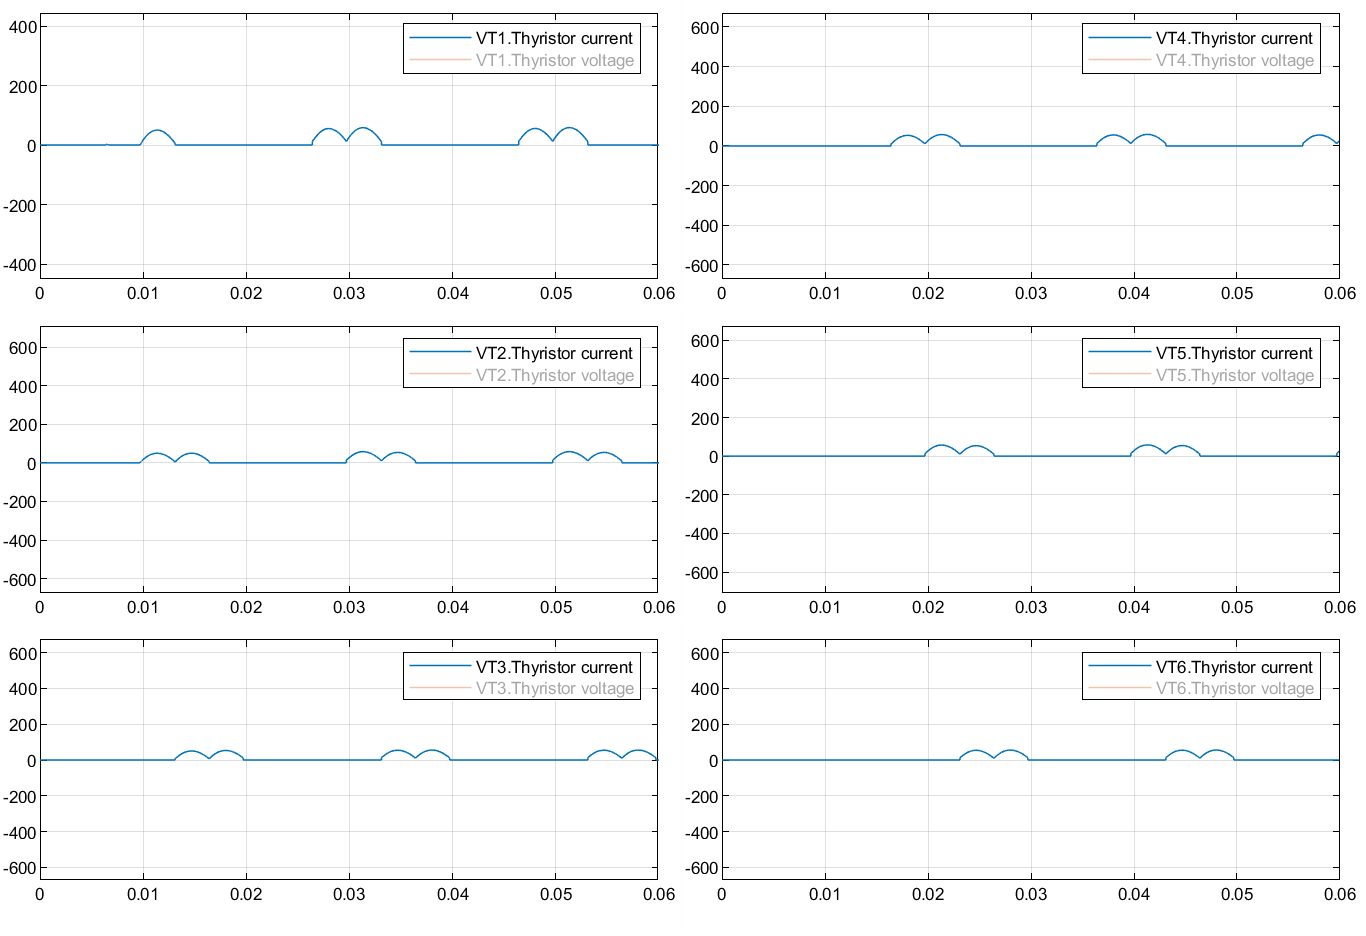 VT1.Thyristor current
VT1.Thyristor voltage
400
200
0
-200
-400
0 0.01 0.02 0.03 0.04 0.05 0.06
VT4.Thyristor current
VT4.Thyristor voltage
600
400
200
0
-200
-400
-600
0 0.01 0.02 0.03 0.04 0.05 0.06
VT2.Thyristor current
VT2.Thyristor voltage
600
400
200
0
-200
-400
-600
0 0.01 0.02 0.03 0.04 0.05 0.06
VT5.Thyristor current
VT5.Thyristor voltage
600
400
200
0
-200
-400
-600
0 0.01 0.02 0.03 0.04 0.05 0.06
VT3.Thyristor current
VT3.Thyristor voltage
600
400
200
0
-200
-400
-600
0 0.01 0.02 0.03 0.04 0.05 0.06
VT6.Thyristor current
VT6.Thyristor voltage
600
400
200
0
-200
-400
-600
0 0.01 0.02 0.03 0.04 0.05 0.06